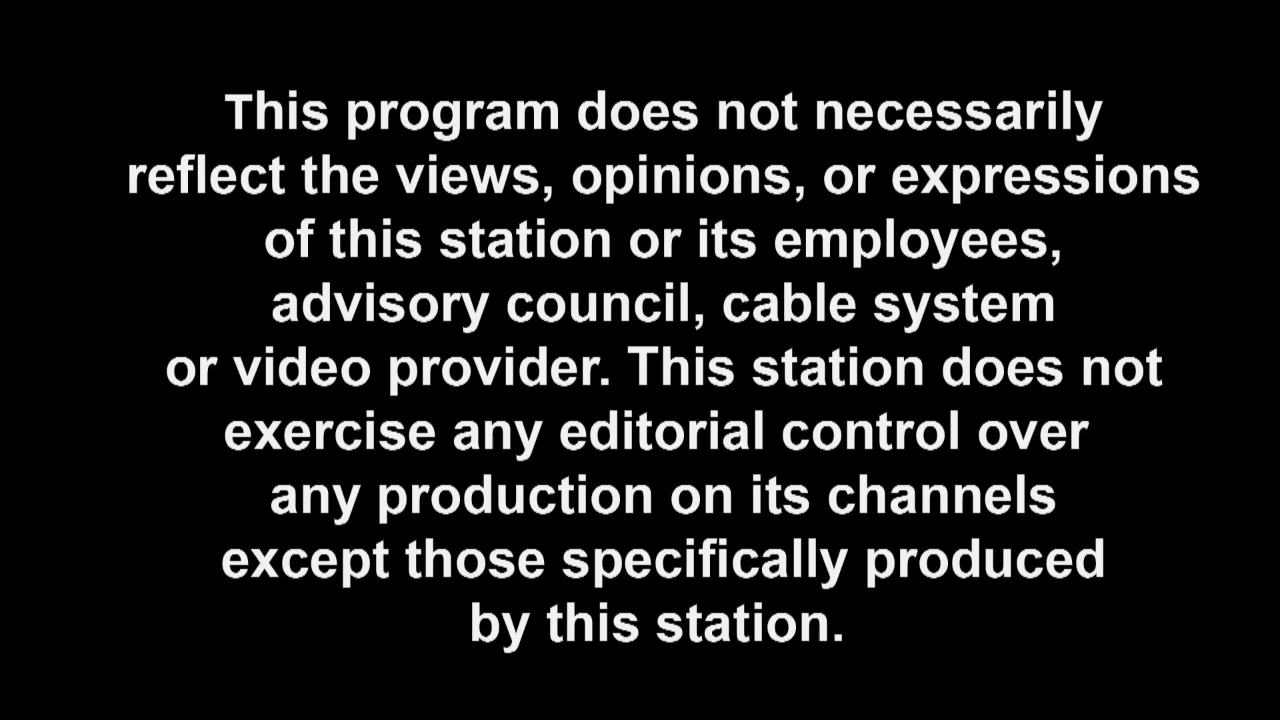 This program does not necessarily
reflect the views, opinions, or expressions
of this station or its employees,
advisory council, cable system
or video provider. This station does not
exercise any editorial control over
any production on its channels
except those specifically produced
by this station.